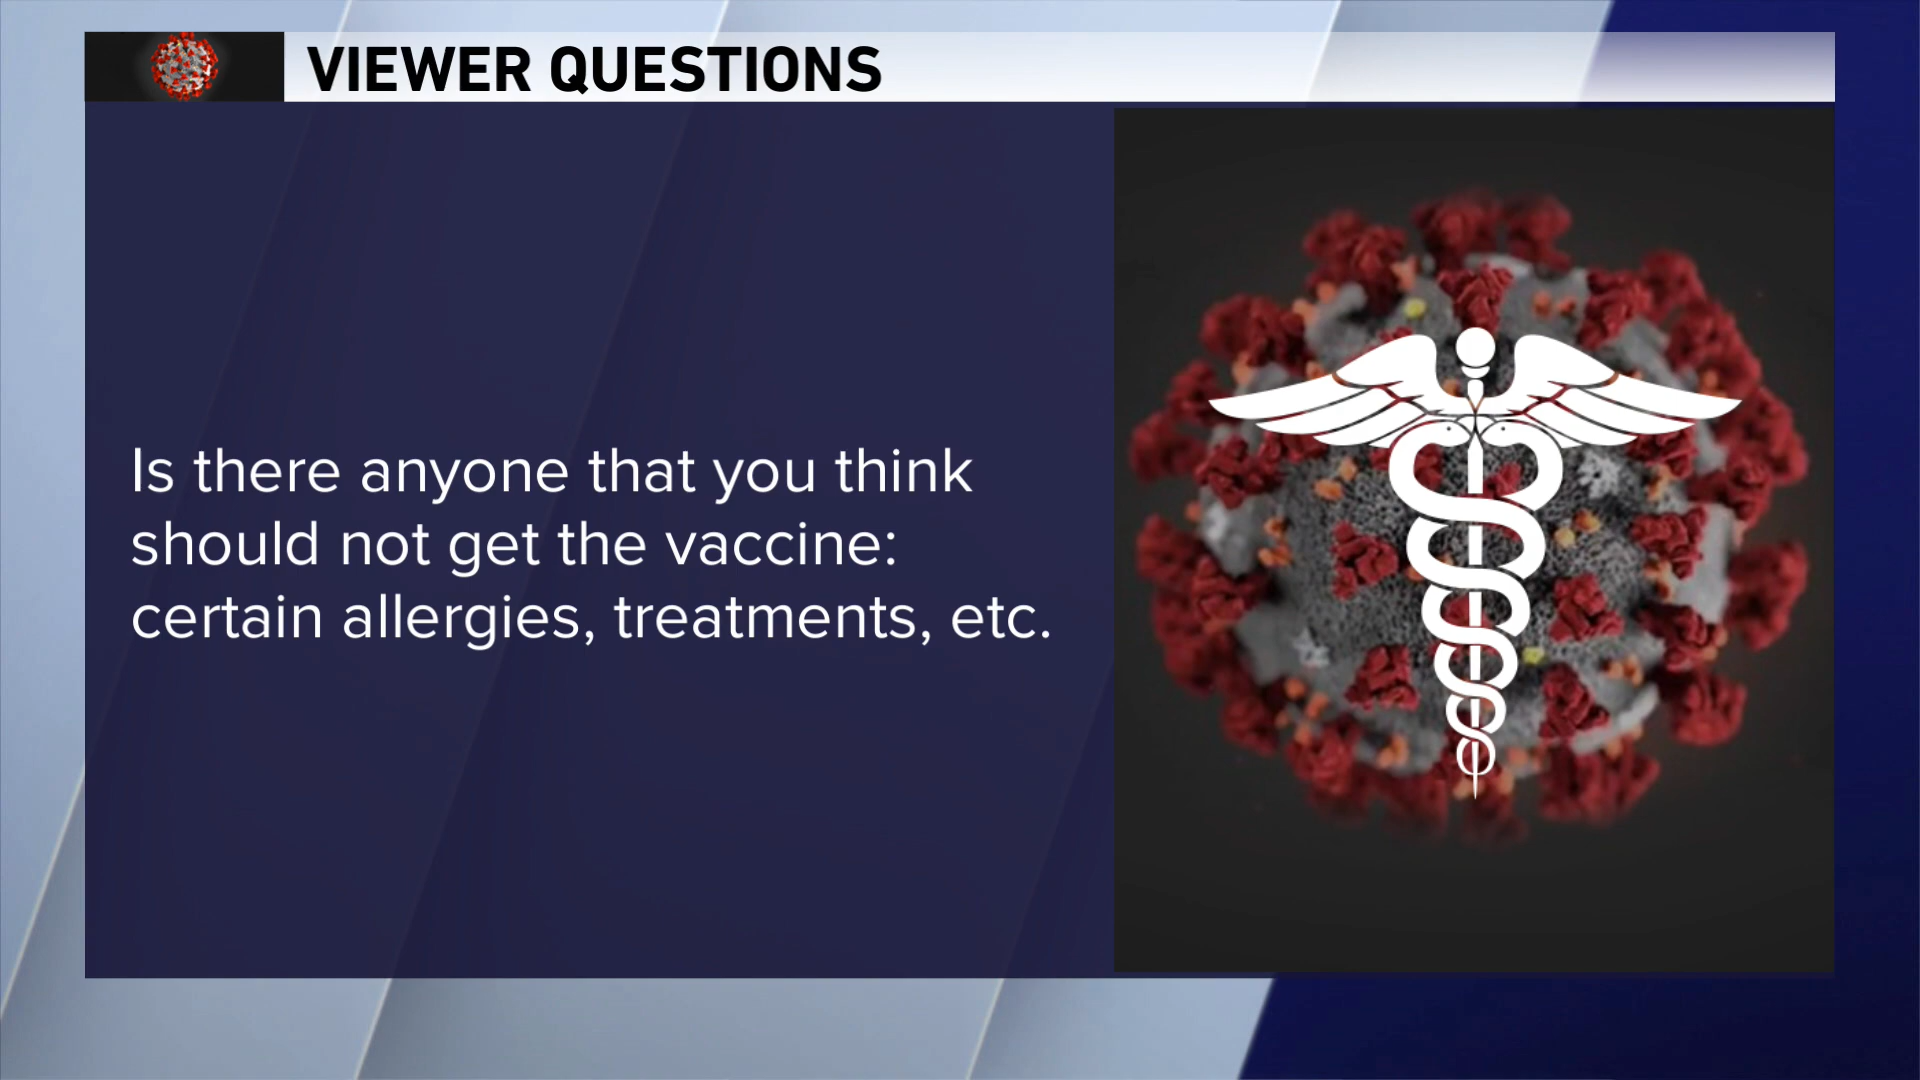 VIEWER QUESTIONS
Is there anyone that you think
should not get the vaccine:
certain allergies, treatments, etc.